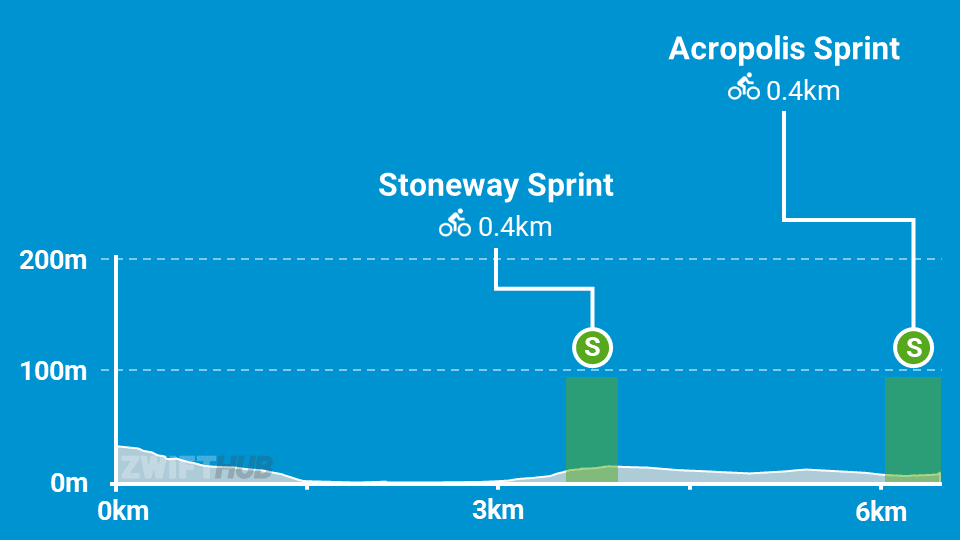 Acropolis Sprint
0.4km
Stoneway Sprint
0.4km
200m
S
S
100m
ZWIFTHUB
0m
0km
3km
6km